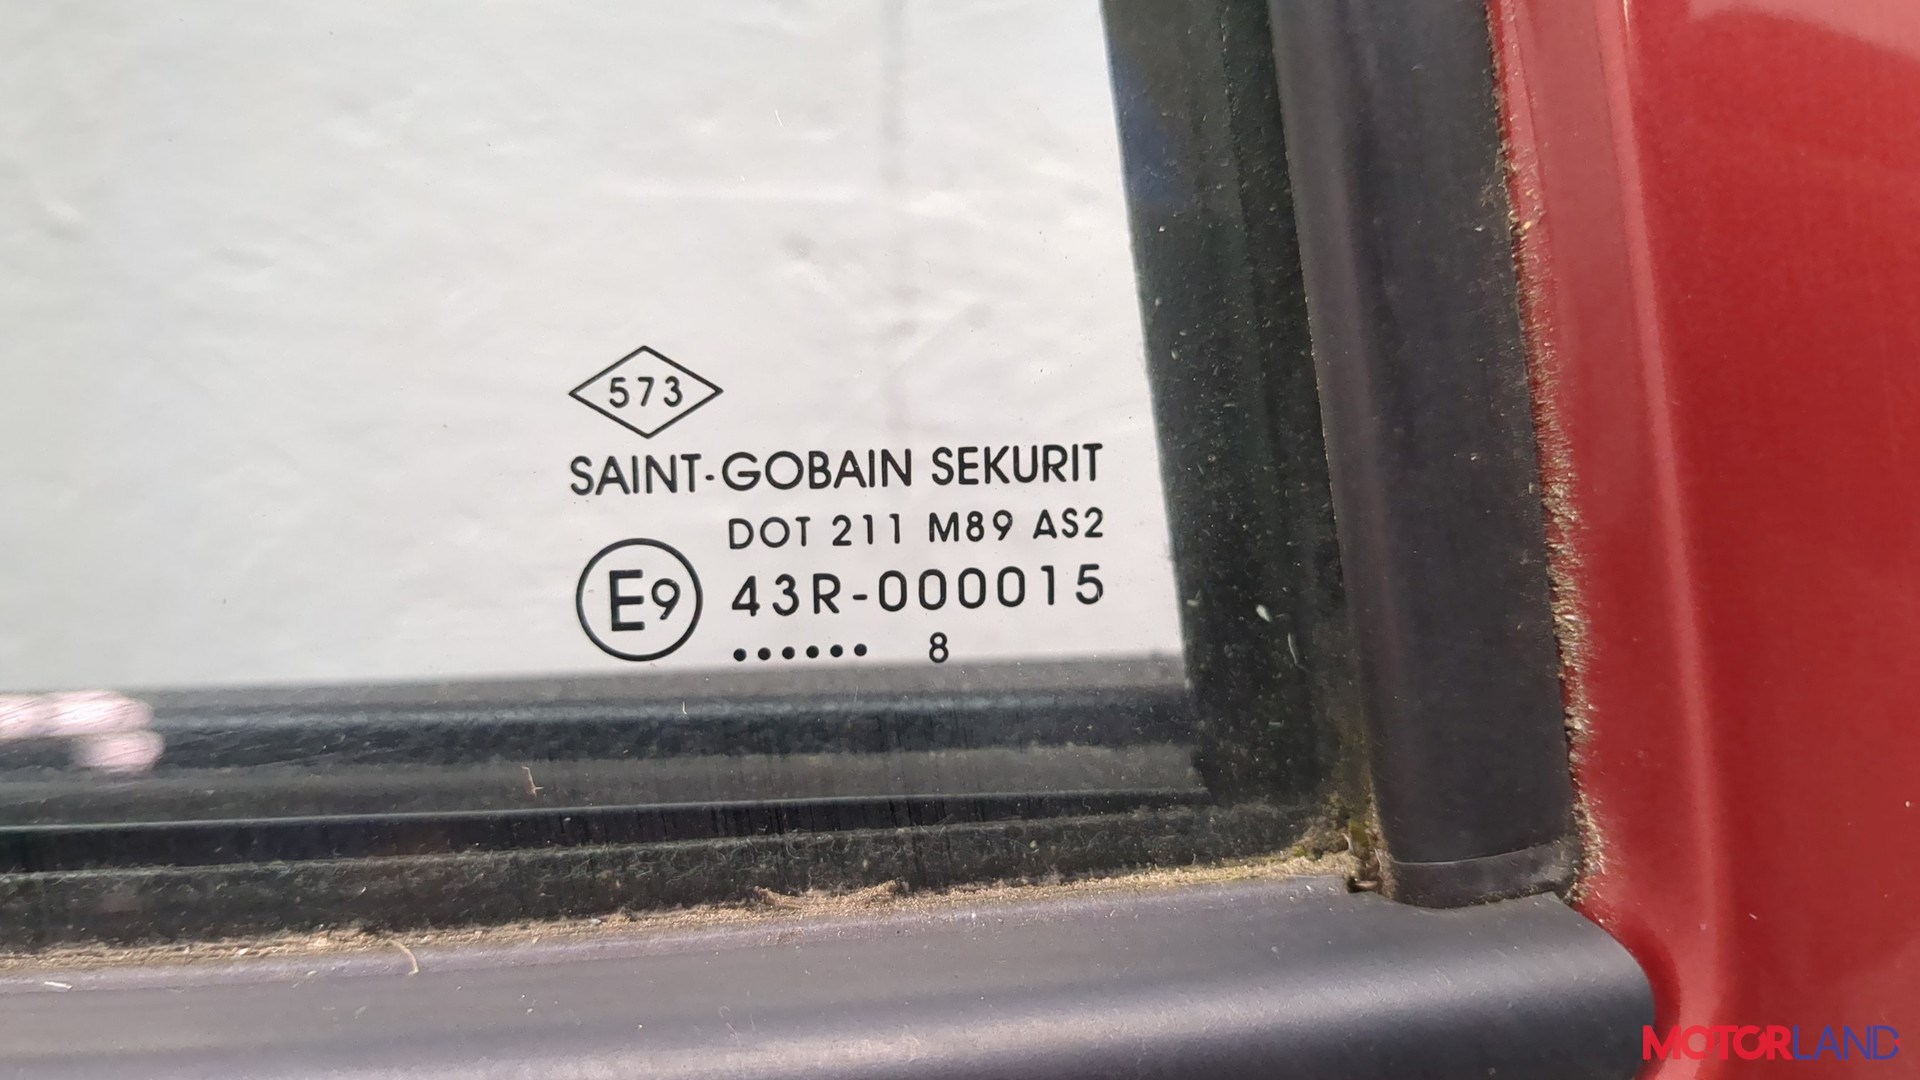 573
SAINT-GOBAIN SEKURIT
DOT 211 M89 AS2
E9 43R-000015
...... 8
MOTORLAND